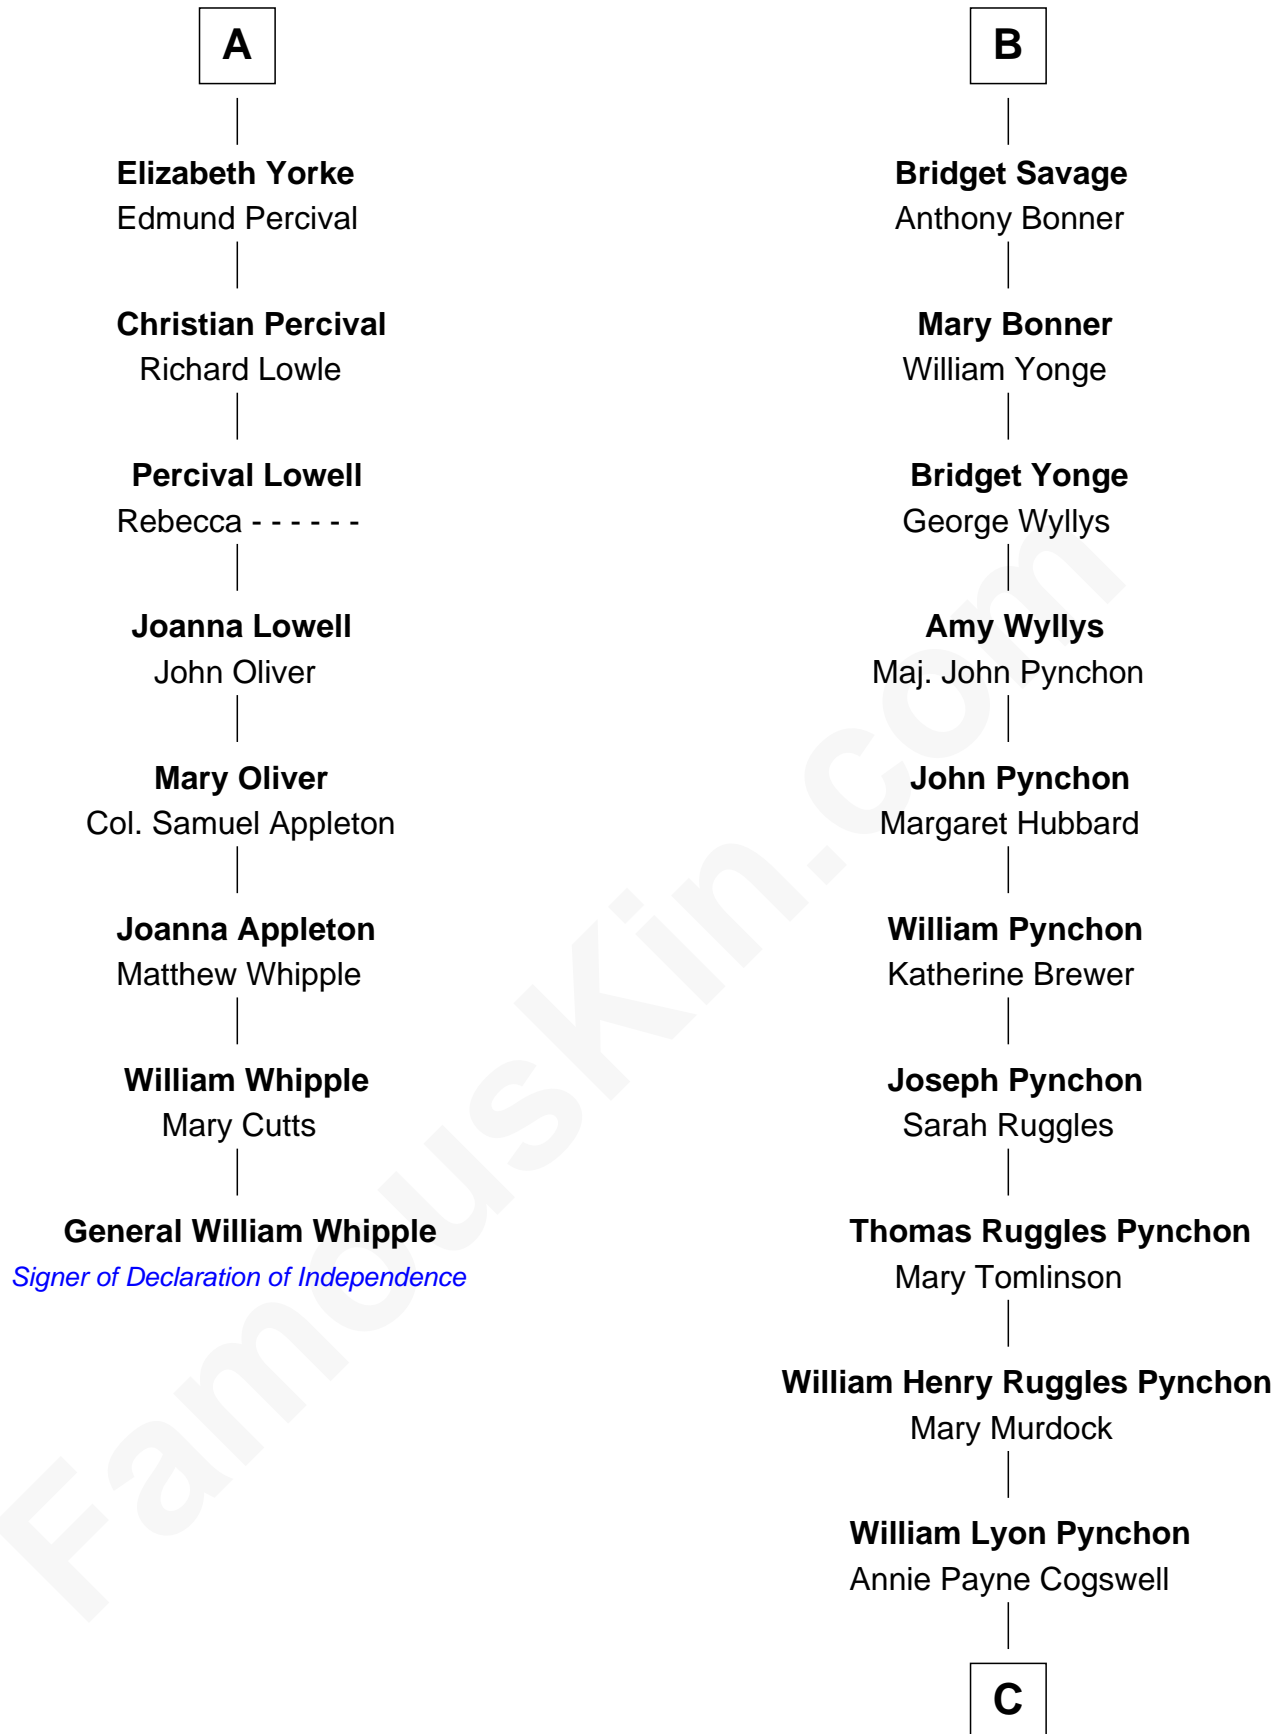 A
Elizabeth Yorke
Edmund Percival
Christian Percival
Richard Lowle
Percival Lowell
Rebecca - - - - - -
Joanna Lowell
John Oliver
Mary Oliver
Col. Samuel Appleton
Joanna Appleton
Matthew Whipple
William Whipple
Mary Cutts
General William Whipple
Signer of Declaration of Independence
B
Bridget Savage
Anthony Bonner
Mary Bonner
William Yonge
Bridget Yonge
George Wyllys
Amy Wyllys
Maj. John Pynchon
John Pynchon
Margaret Hubbard
William Pynchon
Katherine Brewer
Joseph Pynchon
Sarah Ruggles
Thomas Ruggles Pynchon
Mary Tomlinson
William Henry Ruggles Pynchon
Mary Murdock
William Lyon Pynchon
Annie Payne Cogswell
C
FamousKin.com